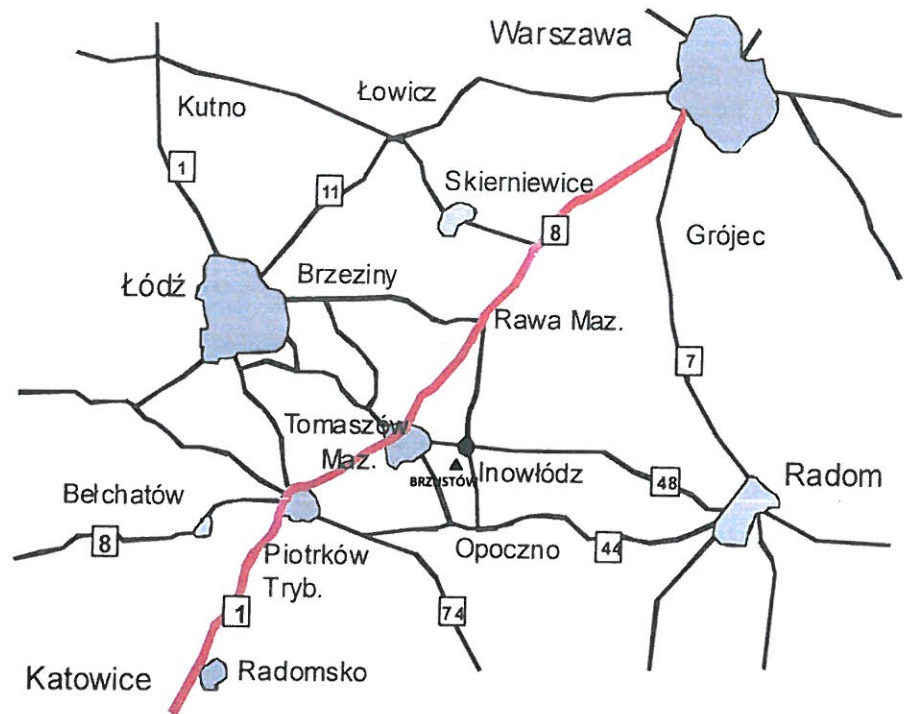 Warszawa
Łowicz
Kutno
1
11
Skierniewice
8
Grójec
Łódź
Brzeziny
Rawa Maz.
7
Tomaszów
Maz.
Inowłódz
BRZUSTÓW
48
Radom
Bełchatów
8
Opoczno
44
Piotrków
Tryb.
1
74
Katowice
Radomsko